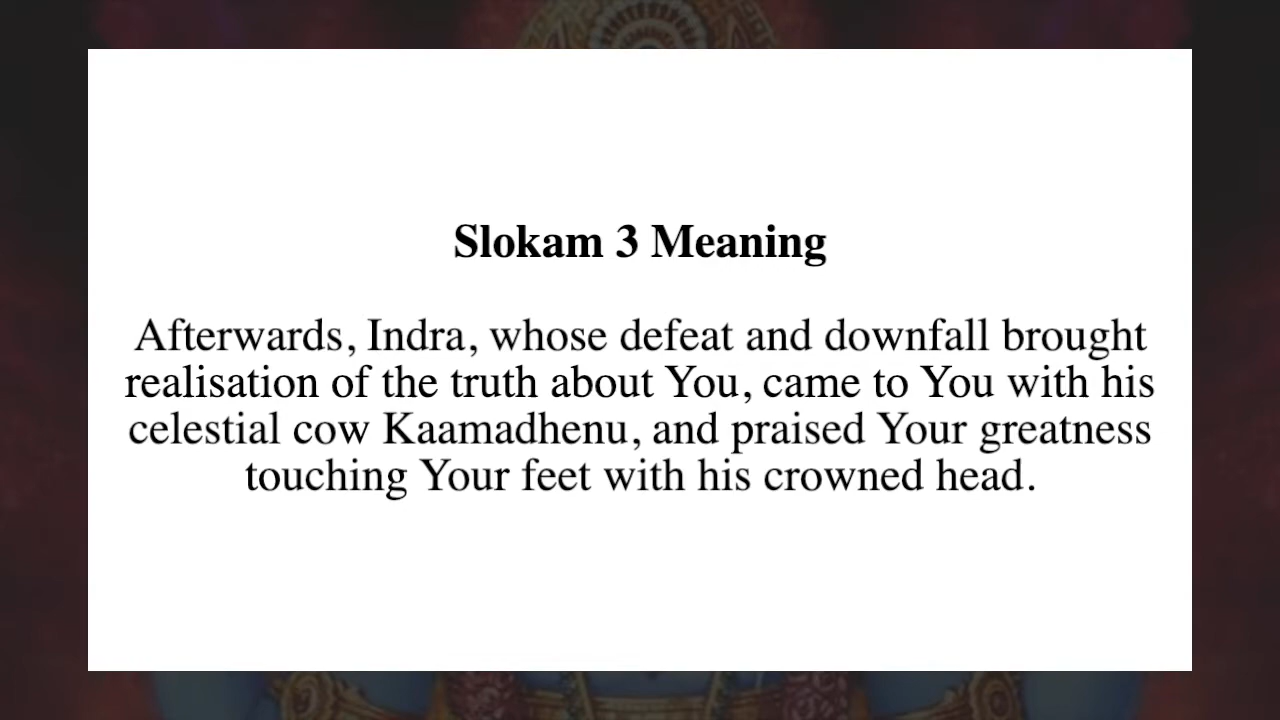 Slokam 3 Meaning
Afterwards, Indra, whose defeat and downfall brought
realisation of the truth about You, came to You with his
celestial cow Kaamadhenu, and praised Your greatness
touching Your feet with his crowned head.